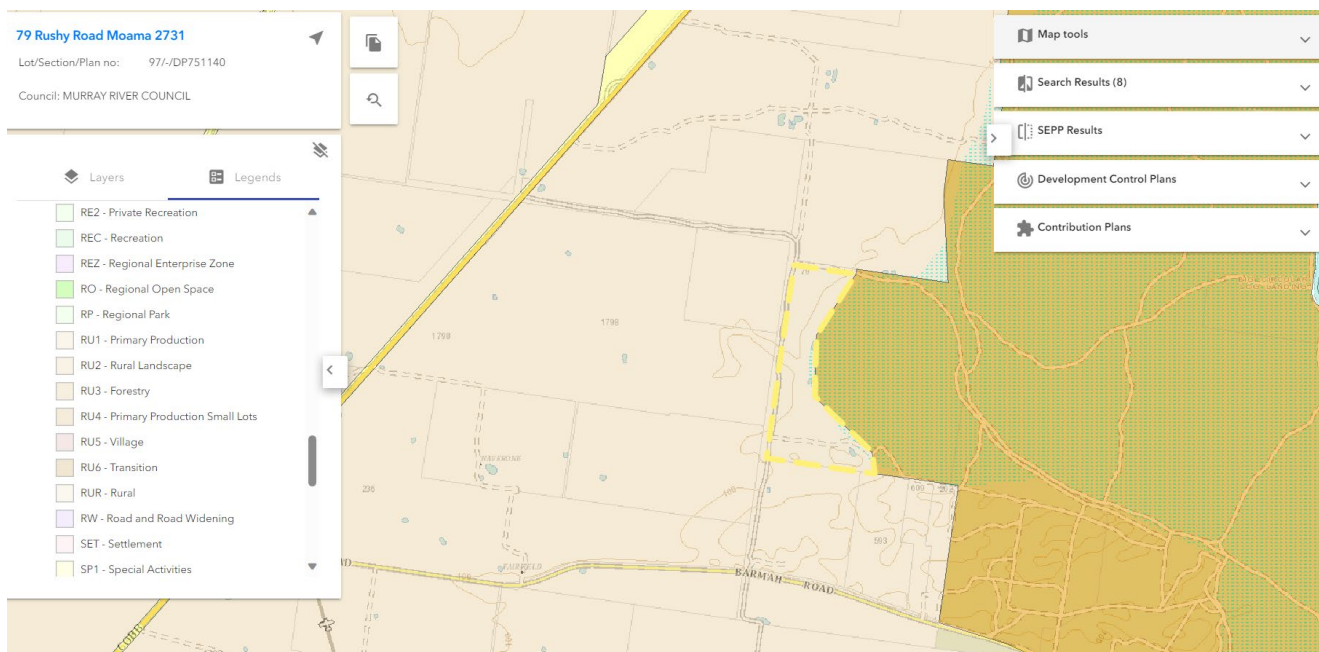 79 Rushy Road Moama 2731
Lot/Section/Plan no: 97/-/DP751140
Council: MURRAY RIVER COUNCIL
Layers
Legends
RE2 - Private Recreation
REC - Recreation
REZ - Regional Enterprise Zone
RO - Regional Open Space
RP - Regional Park
RU1 - Primary Production
RU2 - Rural Landscape
RU3 - Forestry
RU4 - Primary Production Small Lots
RU5 - Village
RU6 - Transition
RUR - Rural
RW - Road and Road Widening
SET - Settlement
SP1 - Special Activities
Map tools
Search Results (8)
SEPP Results
Development Control Plans
Contribution Plans
1798
1798
296
593
100
BARMAH ROAD
COBB